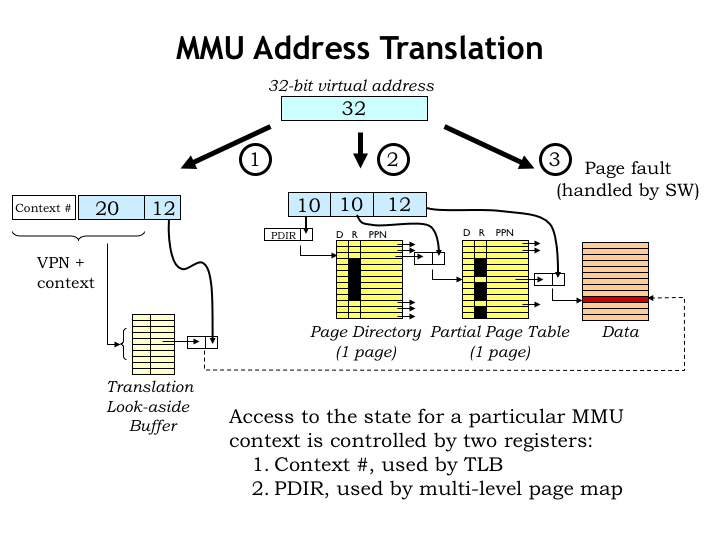 MMU Address Translation
32-bit virtual address
32
1
2
3
Page fault
(handled by SW)
Context #
20
12
10
10
12
PDIR
D R PPN
D R PPN
VPN +
context
Page Directory
(1 page)
Partial Page Table
(1 page)
Data
Translation
Look-aside
Buffer
Access to the state for a particular MMU
context is controlled by two registers:
1. Context #, used by TLB
2. PDIR, used by multi-level page map